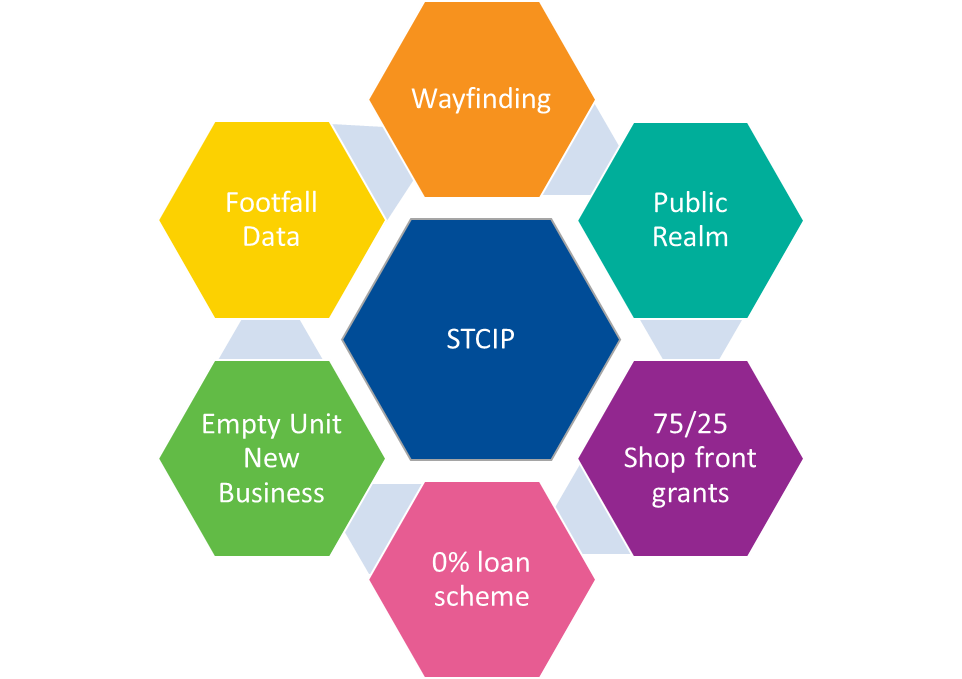 Wayfinding
Public
Realm
75/25
Shop front
grants
0% loan
scheme
Empty Unit
New
Business
Footfall
Data
STCIP